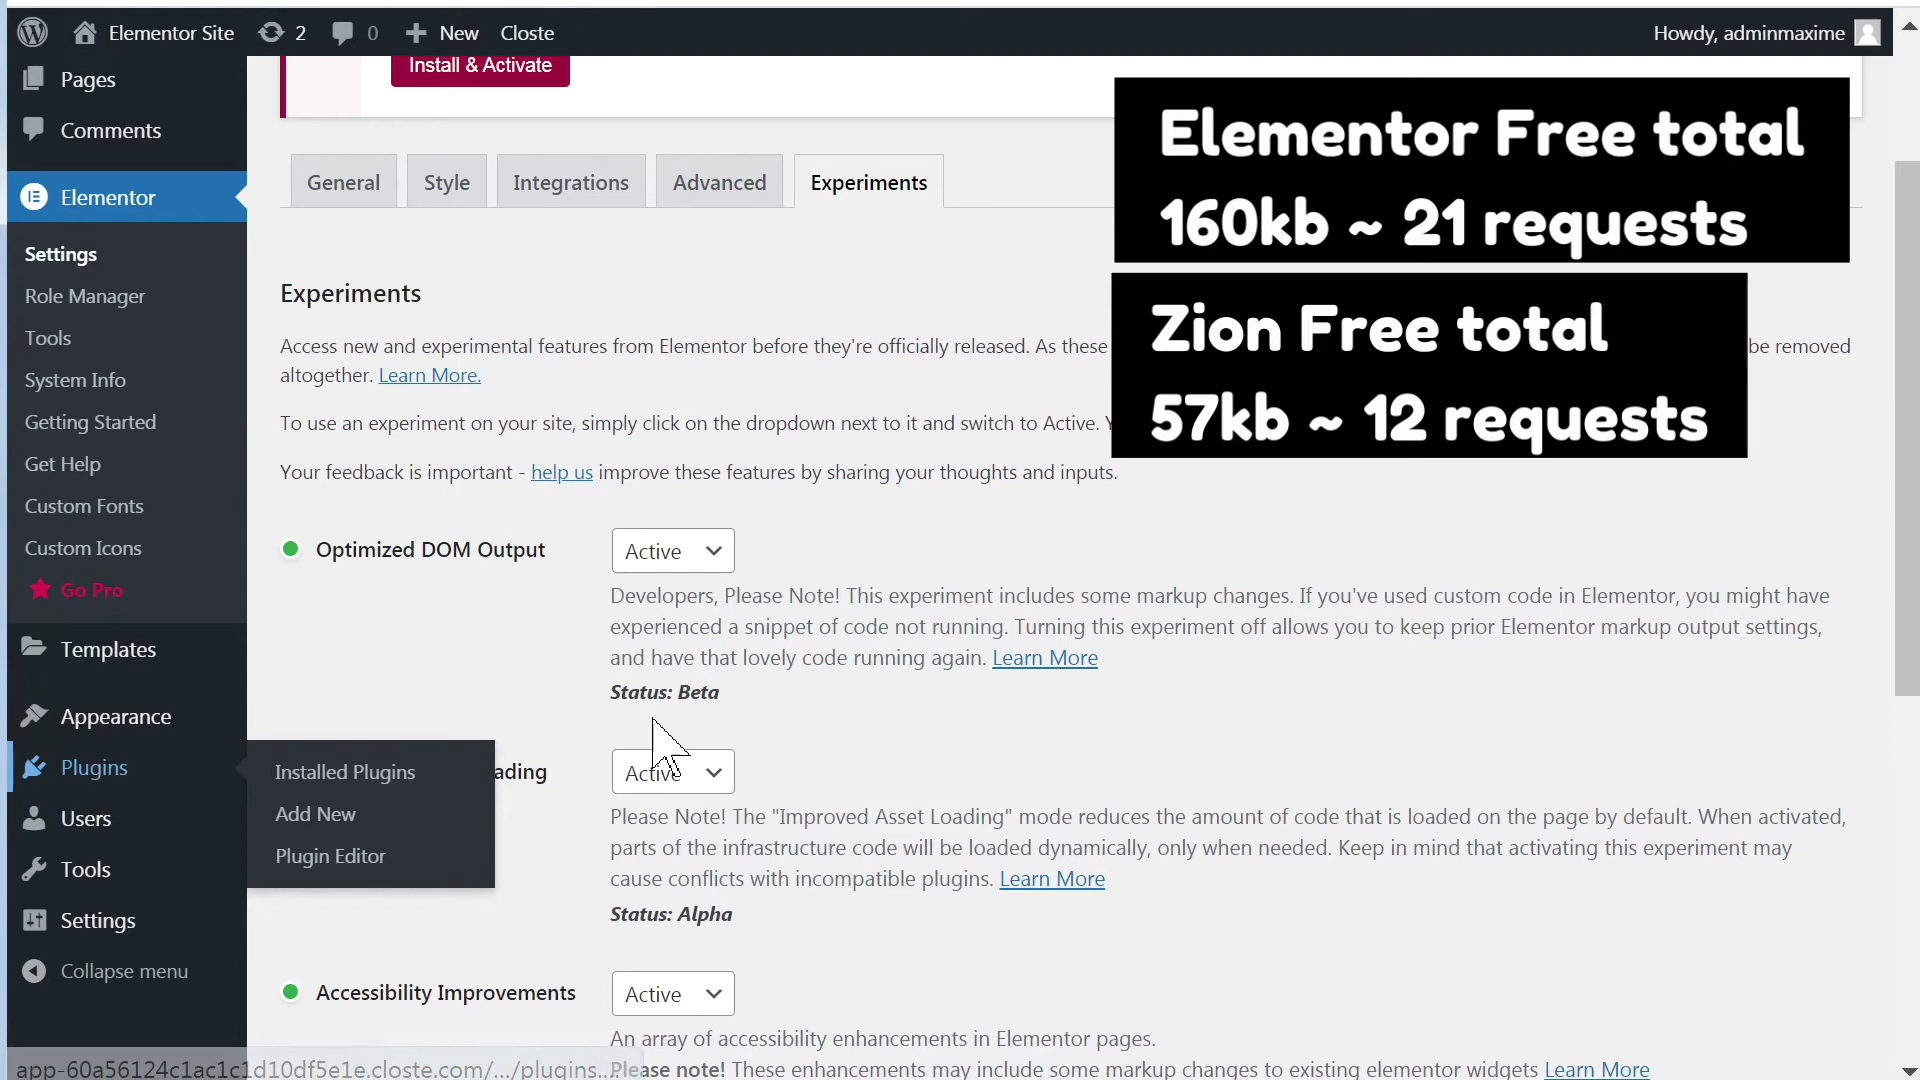 Elementor Site 2 0 New Closte Howdy, adminmaxime
Install & Activate
Pages
Comments
Elementor
Settings
Role Manager
Tools
System Info
Getting Started
Get Help
Custom Fonts
Custom Icons
Go Pro
Templates
Appearance
Plugins
Users
Tools
Settings
Collapse menu
Installed Plugins
Add New
Plugin Editor
General Style Integrations Advanced Experiments
Elementor Free total
160kb ~ 21 requests
Zion Free total
57kb ~ 12 requests
Experiments
Access new and experimental features from Elementor before they're officially released. As these be removed
altogether. Learn More.
To use an experiment on your site, simply click on the dropdown next to it and switch to Active.
Your feedback is important - help us improve these features by sharing your thoughts and inputs.
Optimized DOM Output Active
Developers, Please Note! This experiment includes some markup changes. If you've used custom code in Elementor, you might have
experienced a snippet of code not running. Turning this experiment off allows you to keep prior Elementor markup output settings,
and have that lovely code running again. Learn More
Status: Beta
ading Active
Please Note! The "Improved Asset Loading" mode reduces the amount of code that is loaded on the page by default. When activated,
parts of the infrastructure code will be loaded dynamically, only when needed. Keep in mind that activating this experiment may
cause conflicts with incompatible plugins. Learn More
Status: Alpha
Accessibility Improvements Active
An array of accessibility enhancements in Elementor pages.
Please note! These enhancements may include some markup changes to existing elementor widgets Learn More
app-60a56124c1ac1c1d10df5e1e.closte.com/.../plugins...